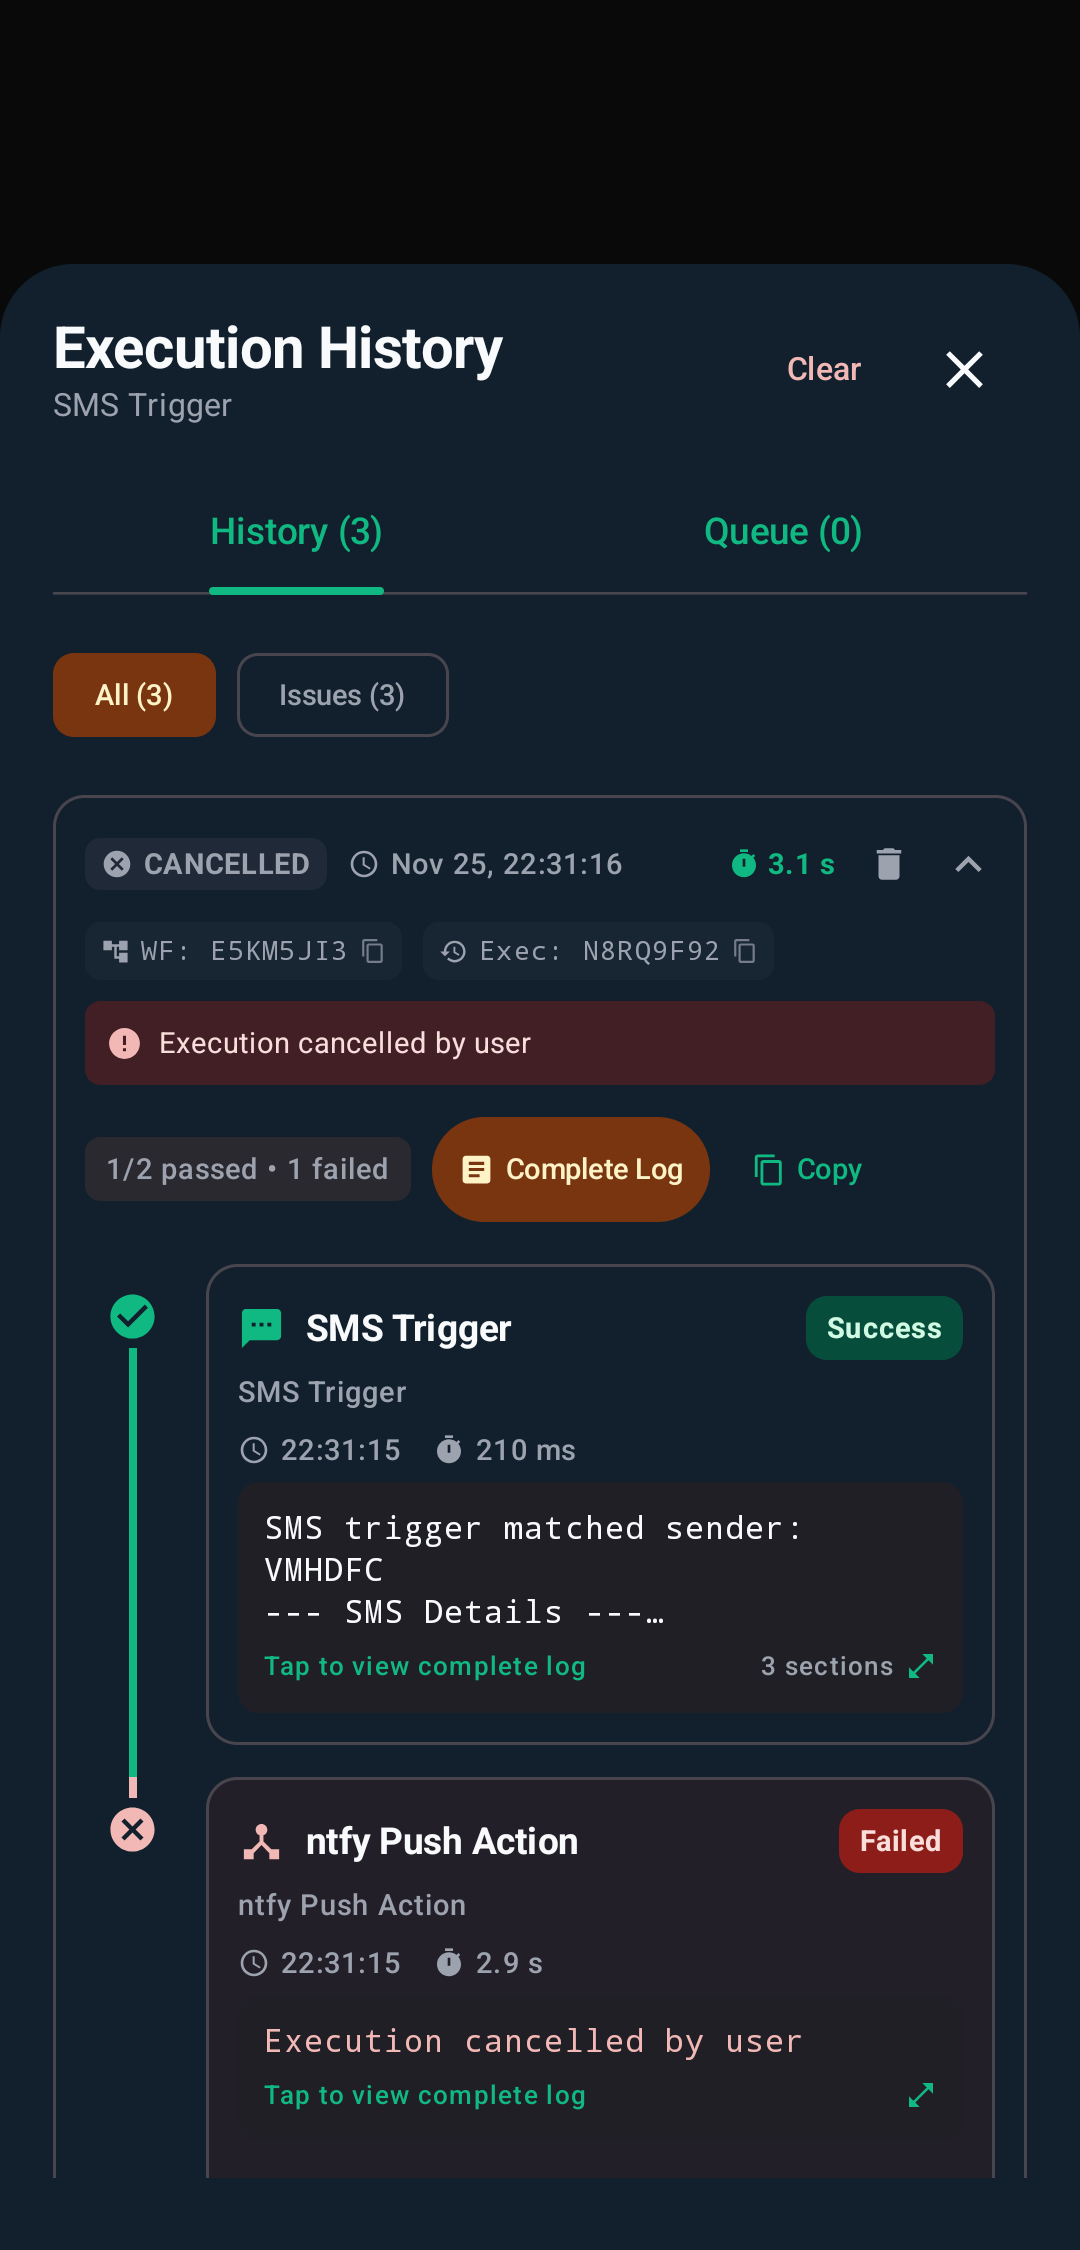 Execution History
SMS Trigger
Clear
History (3)
Queue (0)
All (3)
Issues (3)
CANCELLED
Nov 25, 22:31:16
3.1 s
WF: E5KM5JI3
Exec: N8RQ9F92
Execution cancelled by user
1/2 passed • 1 failed
Complete Log
Copy
SMS Trigger
Success
SMS Trigger
22:31:15
210 ms
SMS trigger matched sender:
VMHDFC
--- SMS Details ---…
Tap to view complete log
3 sections
ntfy Push Action
Failed
ntfy Push Action
22:31:15
2.9 s
Execution cancelled by user
Tap to view complete log